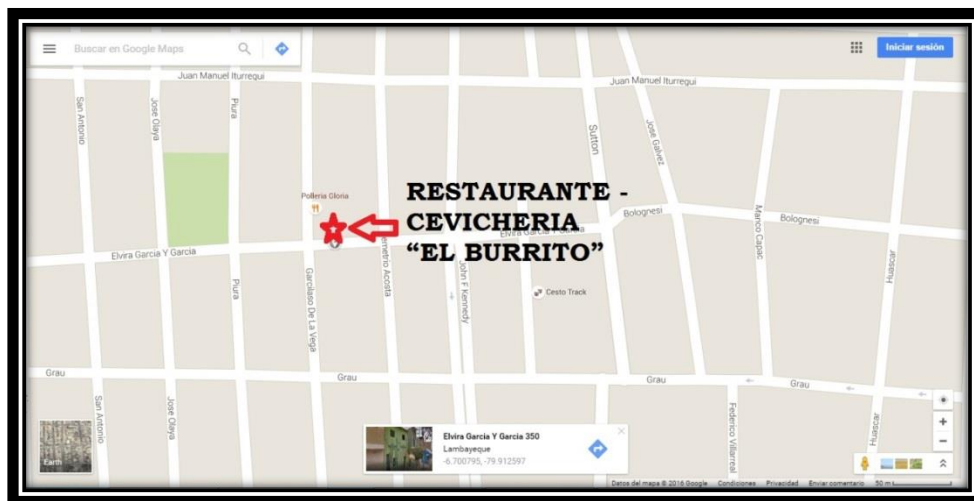 Buscar en Google Maps
Iniciar sesión
Juan Manuel Iturregui
Juan Manuel Iturregui
San Antonio
Jose Olaya
Piura
Sutton
Jose Galvez
Polleria Gloria
RESTAURANTE -
CEVICHERIA
“EL BURRITO”
Bolognesi
Manco Capac
Bolognesi
Elvira Garcia Y Garcia
Elvira Garcia Y Garcia
emetrio Acosta
John F Kennedy
Huascar
Piura
Garcilaso De La Vega
Cesto Track
Grau
Grau
Grau
Grau
San Antonio
Jose Olaya
Federico Villarreal
Huascar
Earth
Elvira Garcia Y Garcia 350
Lambayeque
-6.700795, -79.912597
Datos del mapa © 2016 Google Condiciones Privacidad Enviar comentario 50 m